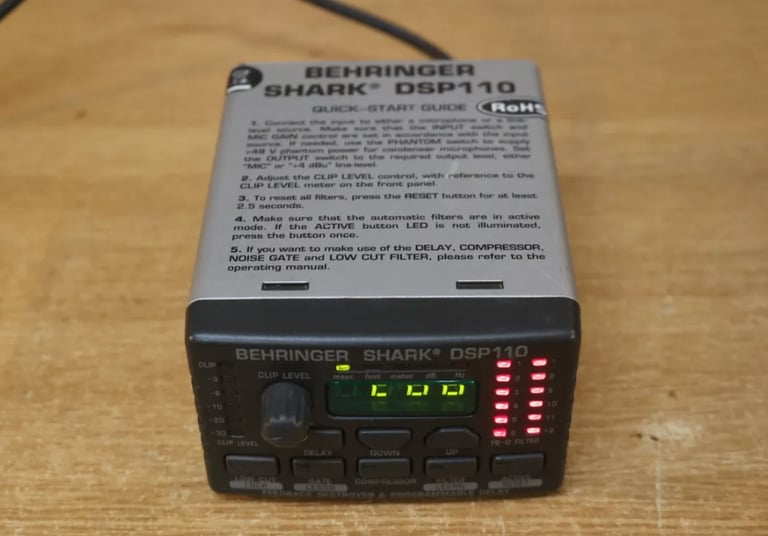 BEHRINGER
SHARK® DSP110
QUICK-START GUIDE
RoHS
1. Connect the input to either a microphone or a line-
level source. Make sure that the INPUT switch and
MIC GAIN control are set in accordance with the input
source. If needed, use the PHANTOM switch to supply
+48 V phantom power for condenser microphones. Set
the OUTPUT switch to the required output level, either
"MIC" or "+4 dBu" line-level.
2. Adjust the CLIP LEVEL control, with reference to the
CLIP LEVEL meter on the front panel.
3. To reset all filters, press the RESET button for at least
2.5 seconds.
4. Make sure that the automatic filters are in active
mode. If the ACTIVE button LED is not illuminated,
press the button once.
5. If you want to make use of the DELAY, COMPRESSOR,
NOISE GATE and LOW CUT FILTER, please refer to the
operating manual.
BEHRINGER SHARK® DSP110
CLIP
-3
-10
-20
-30
CLIP LEVEL
CLIP LEVEL
msec feet meter dB Hz
1
2
3
4
5
6
7
8
9
10
11
12
FB-D FILTER
DELAY DOWN UP
LOW CUT GATE COMPRESSOR FILTER
LOCK LEARN LEARN
FEEDBACK DESTROYER & PROGRAMMABLE DELAY